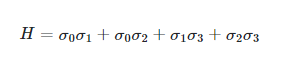 H = σ₀σ₁ + σ₀σ₂ + σ₁σ₃ + σ₂σ₃